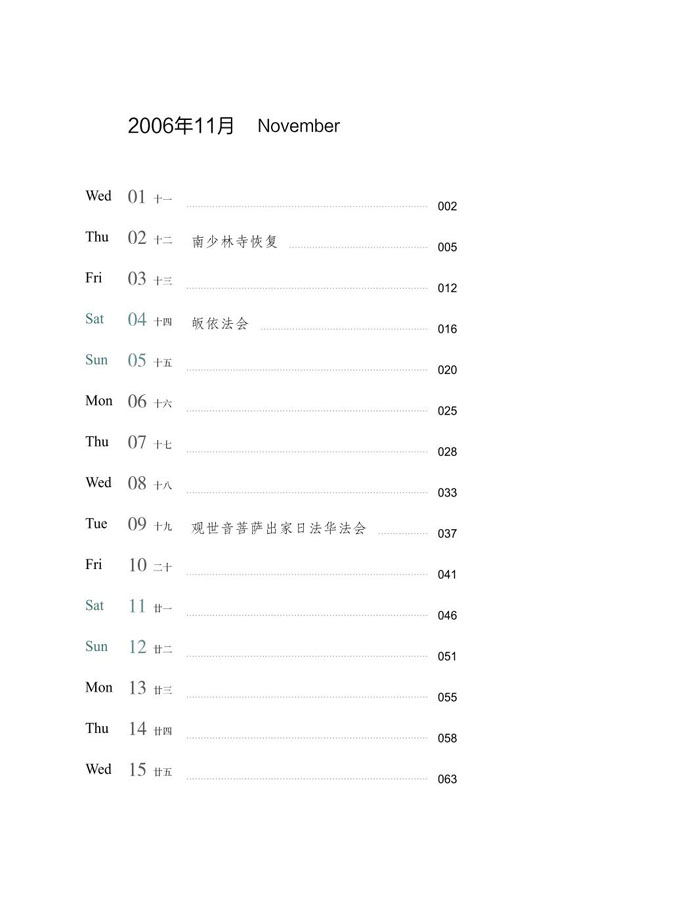 2006年11月 November
Wed 01 十一 002
Thu 02 十二 南少林寺恢复 005
Fri 03 十三 012
Sat 04 十四 皈依法会 016
Sun 05 十五 020
Mon 06 十六 025
Thu 07 十七 028
Wed 08 十八 033
Tue 09 十九 观世音菩萨出家日法华法会 037
Fri 10 二十 041
Sat 11 廿一 046
Sun 12 廿二 051
Mon 13 廿三 055
Thu 14 廿四 058
Wed 15 廿五 063